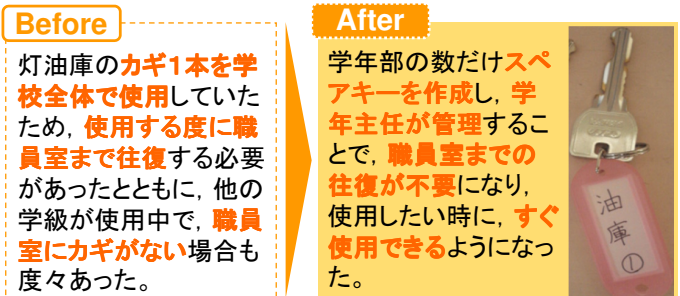 Before
灯油庫のカギ1本を学
校全体で使用していた
ため，使用する度に職
員室まで往復する必要
があったとともに，他の
学級が使用中で，職員
室にカギがない場合も
度々あった。
After
学年部の数だけスペ
アキーを作成し，学
年主任が管理するこ
とで，職員室までの
往復が不要になり，
使用したい時に，すぐ
使用できるようになっ
た。
油庫①